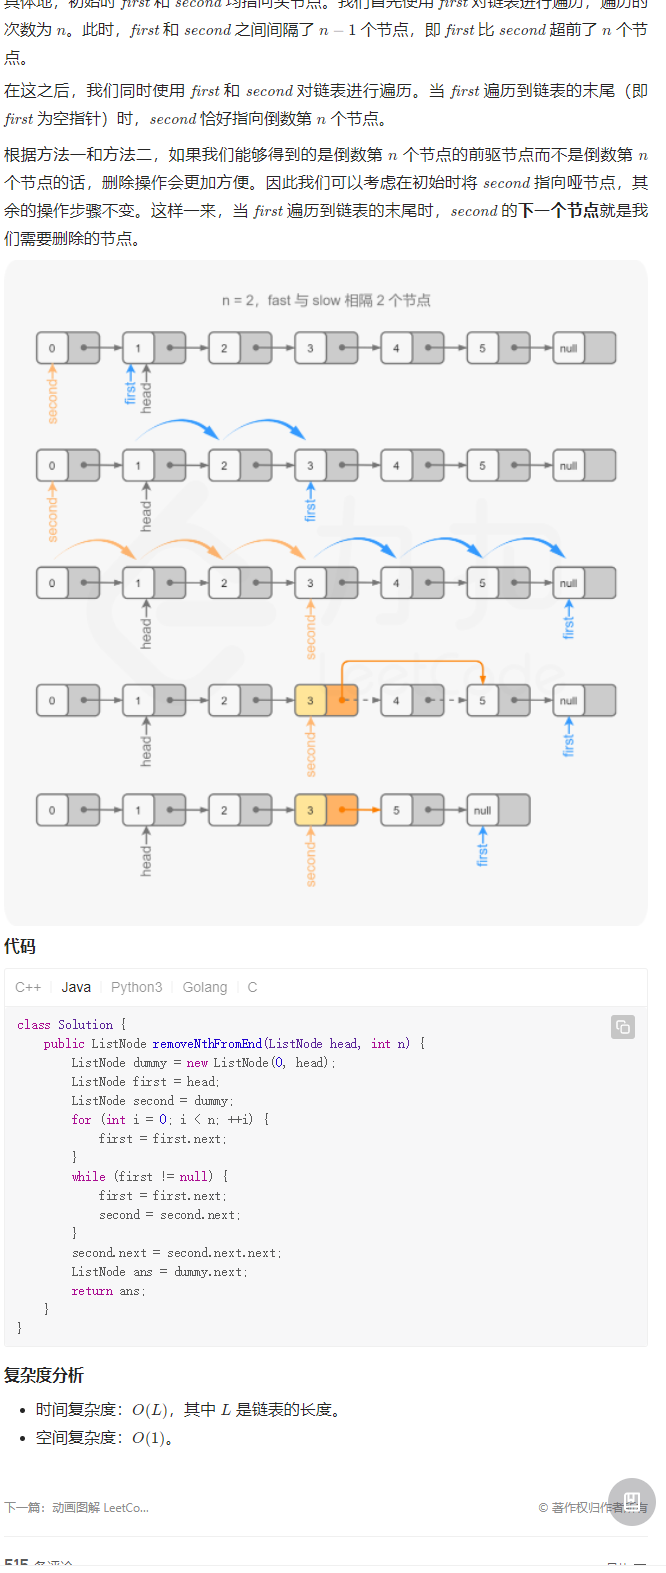 具体地，初始时 first 和 second 均指向头节点。我们首先使用 first 对链表进行遍历，遍历的
次数为 n。此时，first 和 second 之间间隔了 n − 1 个节点，即 first 比 second 超前了 n 个节
点。
在这之后，我们同时使用 first 和 second 对链表进行遍历。当 first 遍历到链表的末尾（即
first 为空指针）时，second 恰好指向倒数第 n 个节点。
根据方法一和方法二，如果我们能够得到的是倒数第 n 个节点的前驱节点而不是倒数第 n
个节点的话，删除操作会更加方便。因此我们可以考虑在初始时将 second 指向哑节点，其
余的操作步骤不变。这样一来，当 first 遍历到链表的末尾时，second 的下一个节点就是我
们需要删除的节点。
n = 2，fast 与 slow 相隔 2 个节点
0 1 2 3 4 5 null
second first head
0 1 2 3 4 5 null
second head first
0 1 2 3 4 5 null
head second first
0 1 2 3 4 5 null
head second first
0 1 2 3 5 null
head second first
力扣
LeetCode
代码
C++ Java Python3 Golang C
class Solution {
public ListNode removeNthFromEnd(ListNode head, int n) {
ListNode dummy = new ListNode(0, head);
ListNode first = head;
ListNode second = dummy;
for (int i = 0; i < n; ++i) {
first = first.next;
}
while (first != null) {
first = first.next;
second = second.next;
}
second.next = second.next.next;
ListNode ans = dummy.next;
return ans;
}
}
复杂度分析
• 时间复杂度：O(L)，其中 L 是链表的长度。
• 空间复杂度：O(1)。
下一篇：动画图解 LeetCo... © 著作权归作者所有
515 条评论